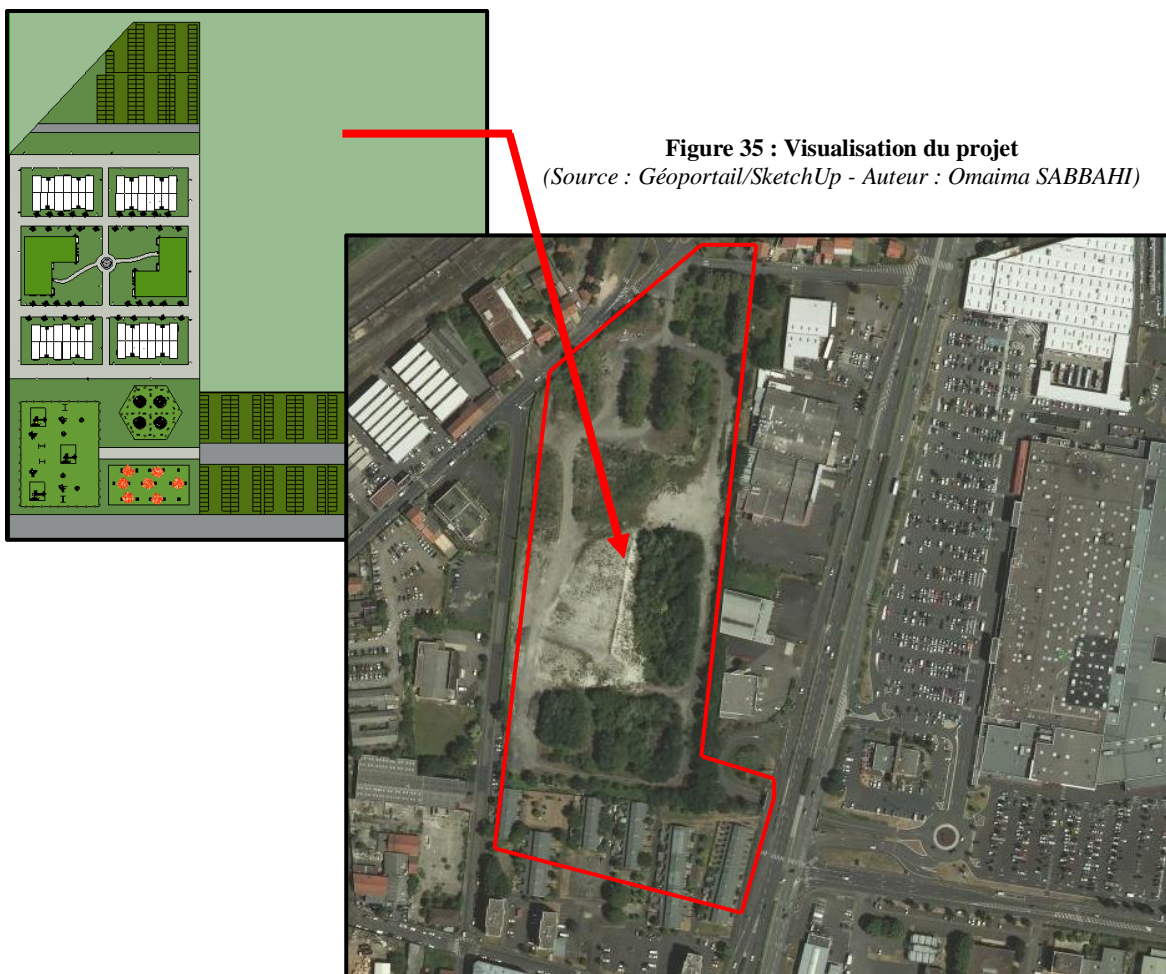 Figure 35 : Visualisation du projet
(Source : Géoportail/SketchUp - Auteur : Omaima SABBAHI)